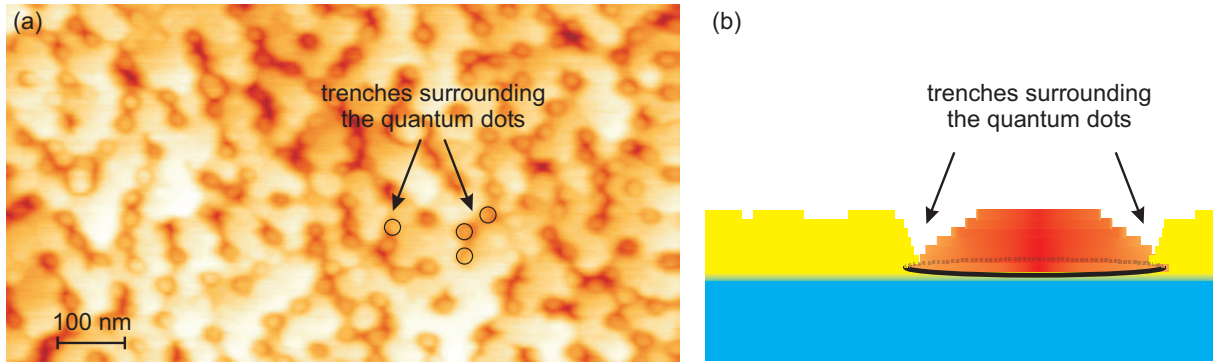 (a)
trenches surrounding
the quantum dots
100 nm
(b)
trenches surrounding
the quantum dots